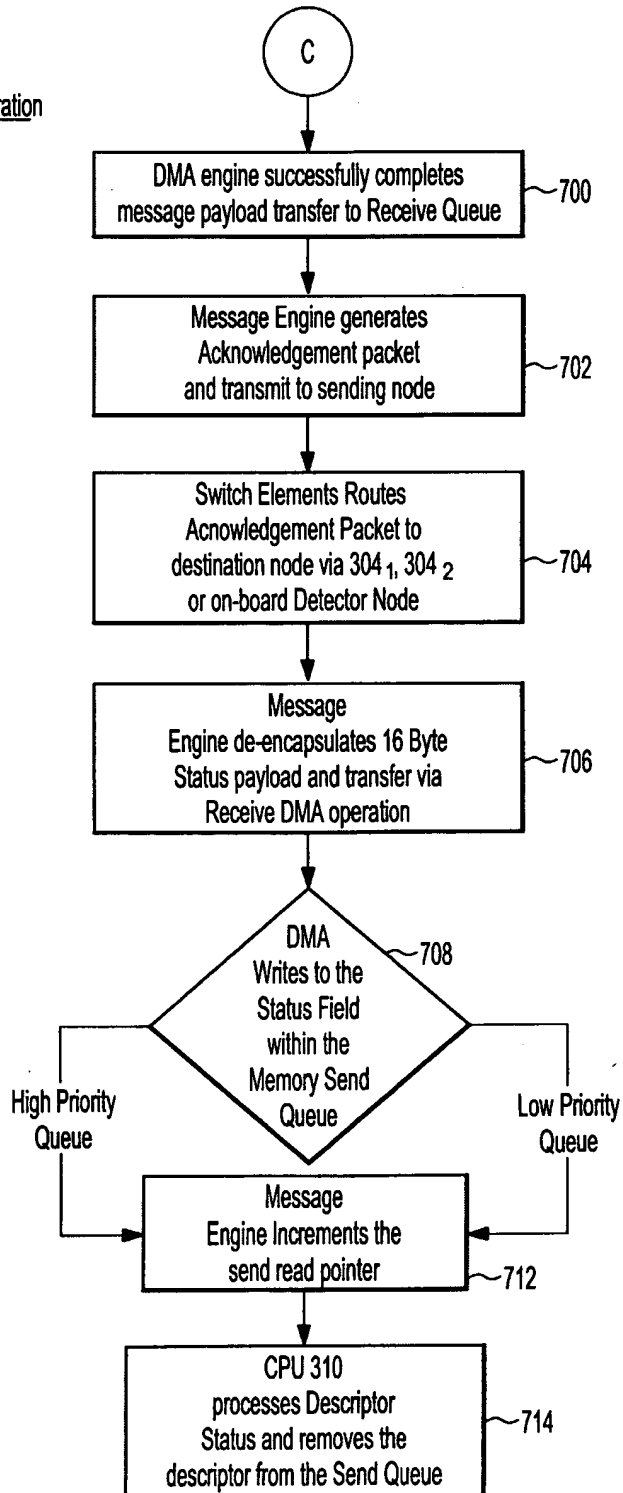 C
DMA engine successfully completes
message payload transfer to Receive Queue
700
Message Engine generates
Acknowledgement packet
and transmit to sending node
702
Switch Elements Routes
Acnowledgement Packet to
destination node via 304 1, 304 2
or on-board Detector Node
704
Message
Engine de-encapsulates 16 Byte
Status payload and transfer via
Receive DMA operation
706
DMA
Writes to the
Status Field
within the
Memory Send
Queue
708
High Priority
Queue
Low Priority
Queue
Message
Engine Increments the
send read pointer
712
CPU 310
processes Descriptor
Status and removes the
descriptor from the Send Queue
714